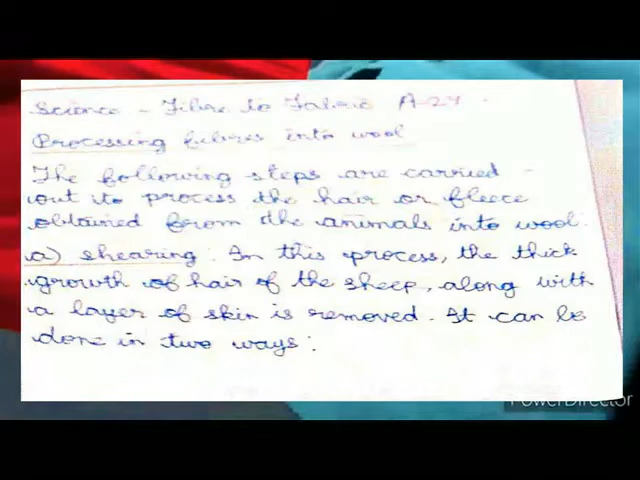 Science - Fibre to Fabric A-24.
Processing fibres into wool
The following steps are carried -
out to process the hair or fleece
obtained from the animals into wool.
a) shearing: In this process, the thick
growth of hair of the sheep, along with
a layer of skin is removed. It can be
done in two ways:
PowerDirector